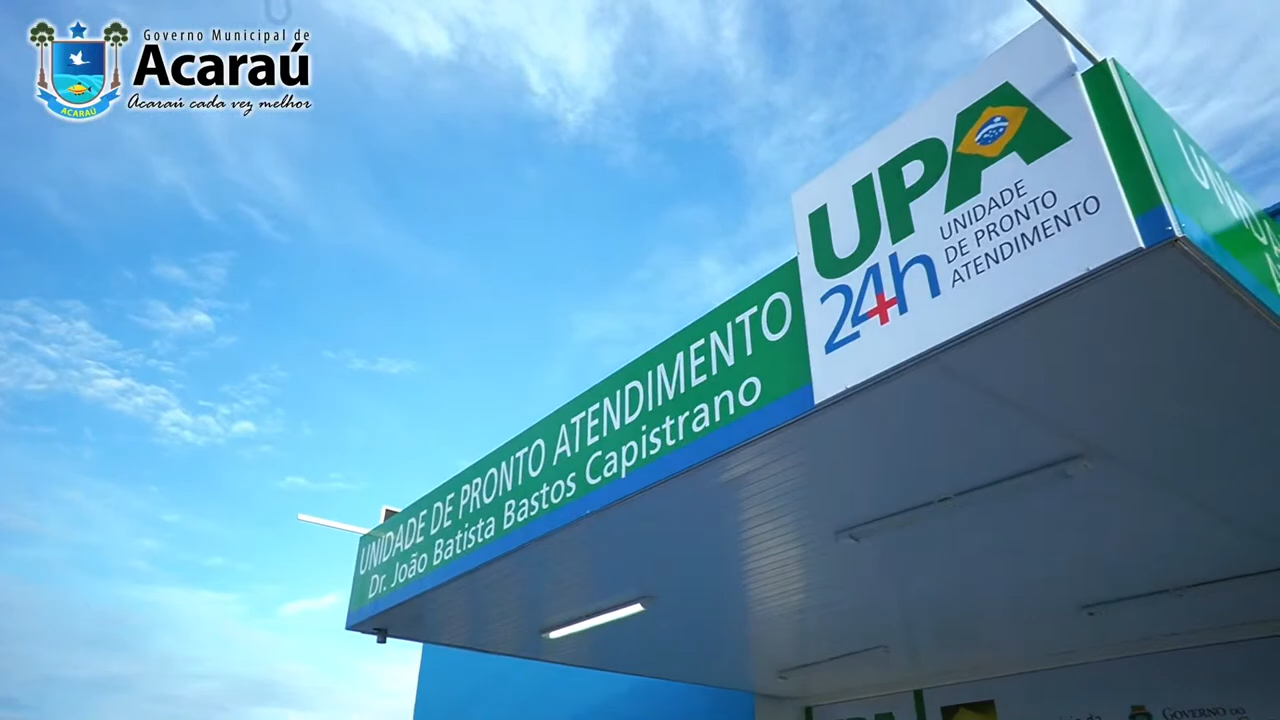 Governo Municipal de
Acaraú
Acaraú cada vez melhor
ACARAÚ
UPA
24h
UNIDADE
DE PRONTO
ATENDIMENTO
UNIDADE DE PRONTO ATENDIMENTO
Dr. João Batista Bastos Capistrano
UPA
GOVERNO DO